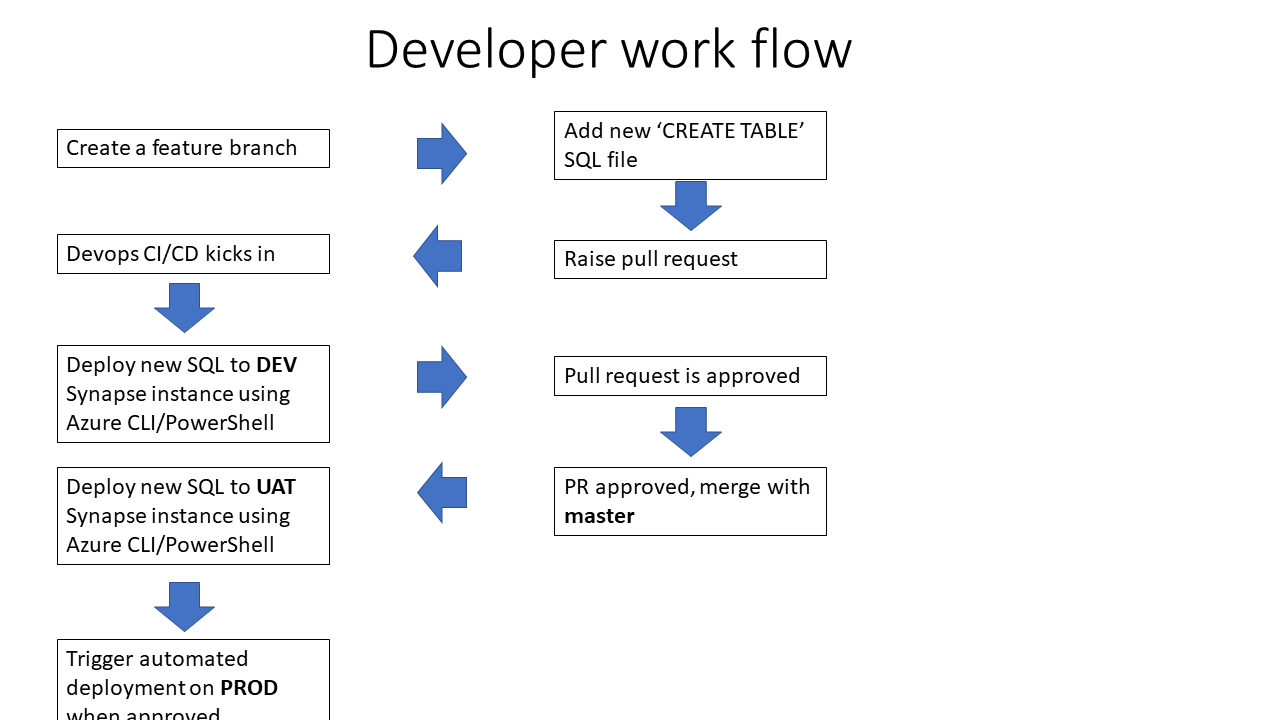 Developer work flow
Create a feature branch
Add new ‘CREATE TABLE’
SQL file
Raise pull request
Devops CI/CD kicks in
Deploy new SQL to DEV
Synapse instance using
Azure CLI/PowerShell
Pull request is approved
PR approved, merge with
master
Deploy new SQL to UAT
Synapse instance using
Azure CLI/PowerShell
Trigger automated
deployment on PROD
when approved